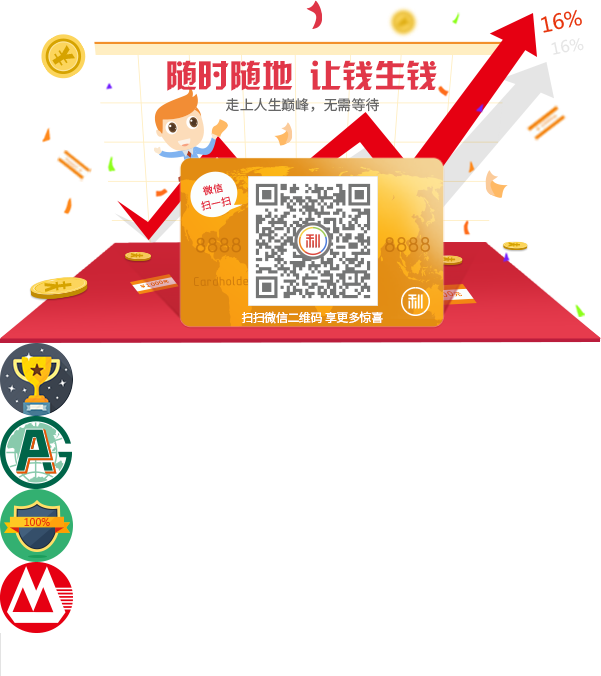 16%
16%
随时随地 让钱生钱
走上人生巅峰，无需等待
微信
扫一扫
8888
8888
利
Cardholde
利
扫扫微信二维码 享更多惊喜
AG
100%